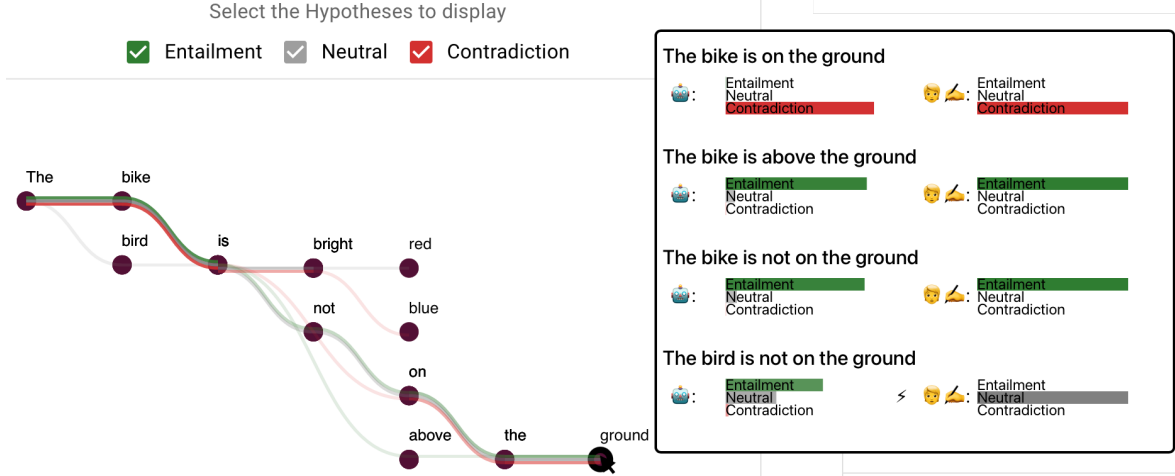 Select the Hypotheses to display
Entailment Neutral Contradiction
The bike
bird is bright red
not blue
on
above the ground
The bike is on the ground
🤖: Entailment
Neutral
Contradiction
🧑✍️: Entailment
Neutral
Contradiction
The bike is above the ground
🤖: Entailment
Neutral
Contradiction
🧑✍️: Entailment
Neutral
Contradiction
The bike is not on the ground
🤖: Entailment
Neutral
Contradiction
🧑✍️: Entailment
Neutral
Contradiction
The bird is not on the ground
🤖: Entailment
Neutral
Contradiction
⚡ 🧑✍️: Entailment
Neutral
Contradiction